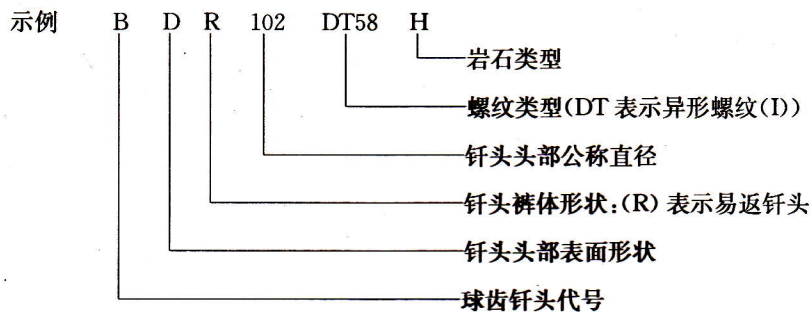 示例 B D R 102 DT58 H
岩石类型
螺纹类型(DT 表示异形螺纹(I))
钎头头部公称直径
钎头裤体形状:(R) 表示易返钎头
钎头头部表面形状
球齿钎头代号